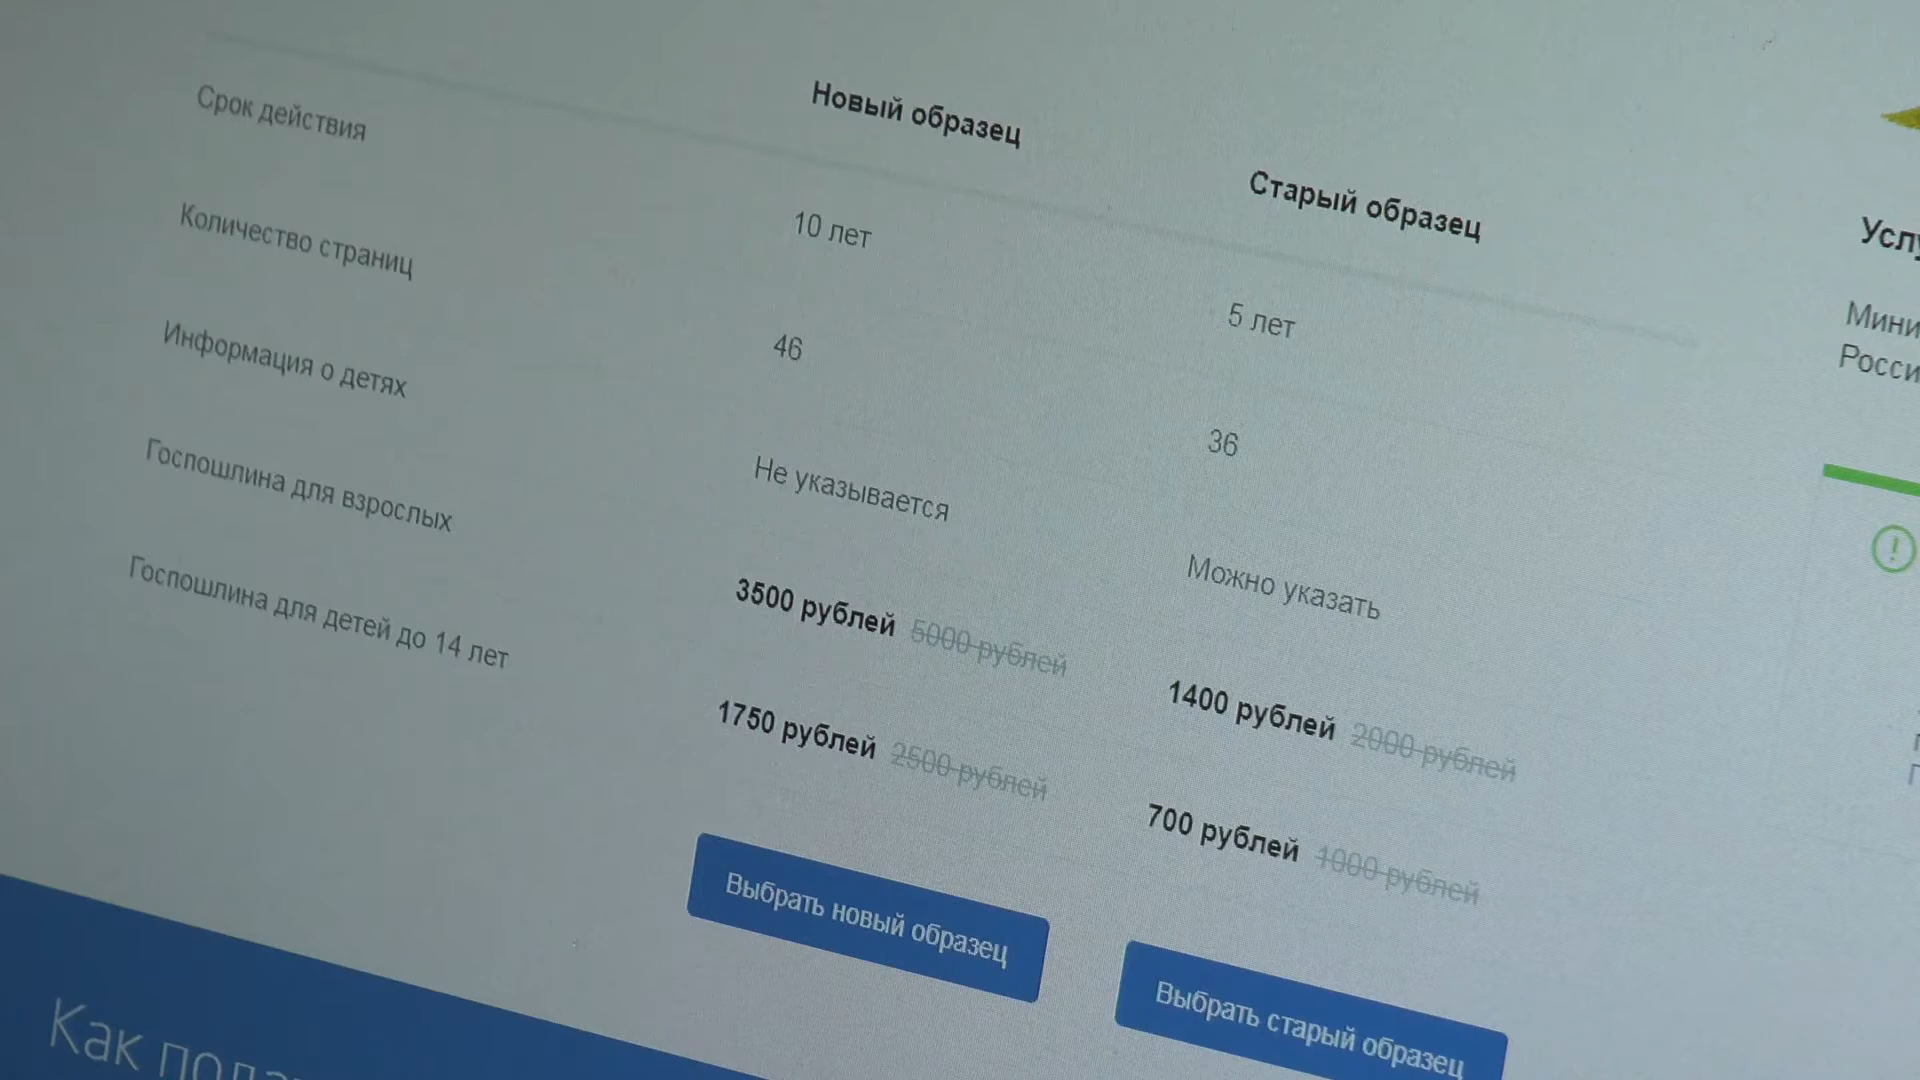 Новый образец
Старый образец
Срок действия
10 лет
5 лет
Количество страниц
46
36
Информация о детях
Не указывается
Можно указать
Госпошлина для взрослых
3500 рублей 5000 рублей
1400 рублей 2000 рублей
Госпошлина для детей до 14 лет
1750 рублей 2500 рублей
700 рублей 1000 рублей
Выбрать новый образец
Выбрать старый образец
Как